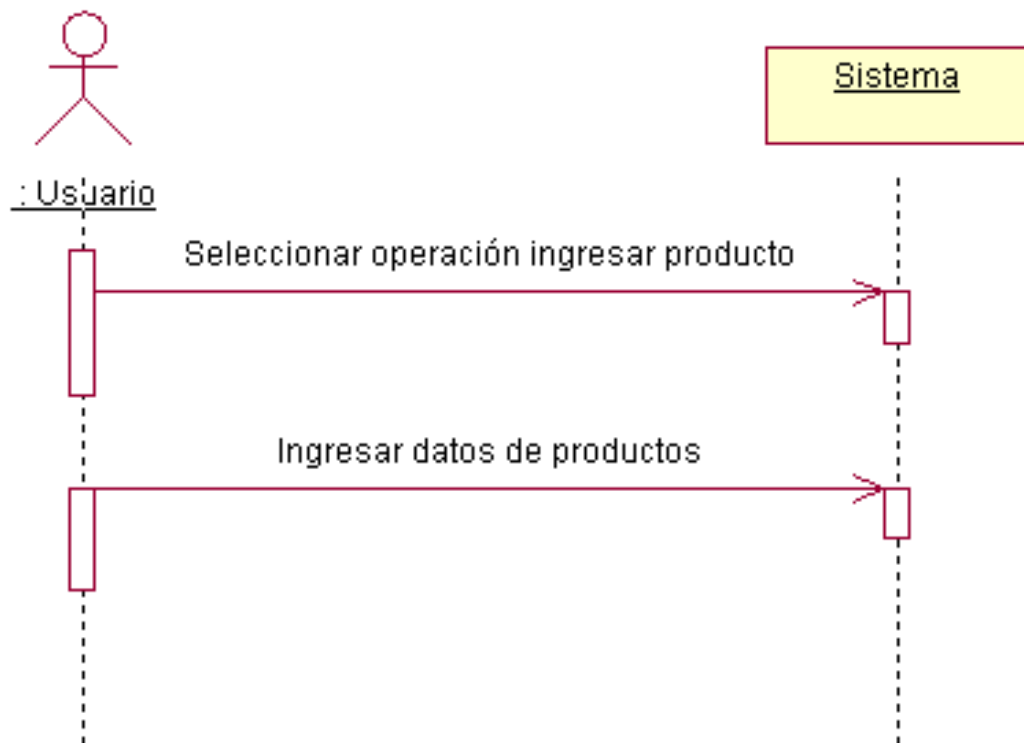 Sistema
: Usuario
Seleccionar operación ingresar producto
Ingresar datos de productos